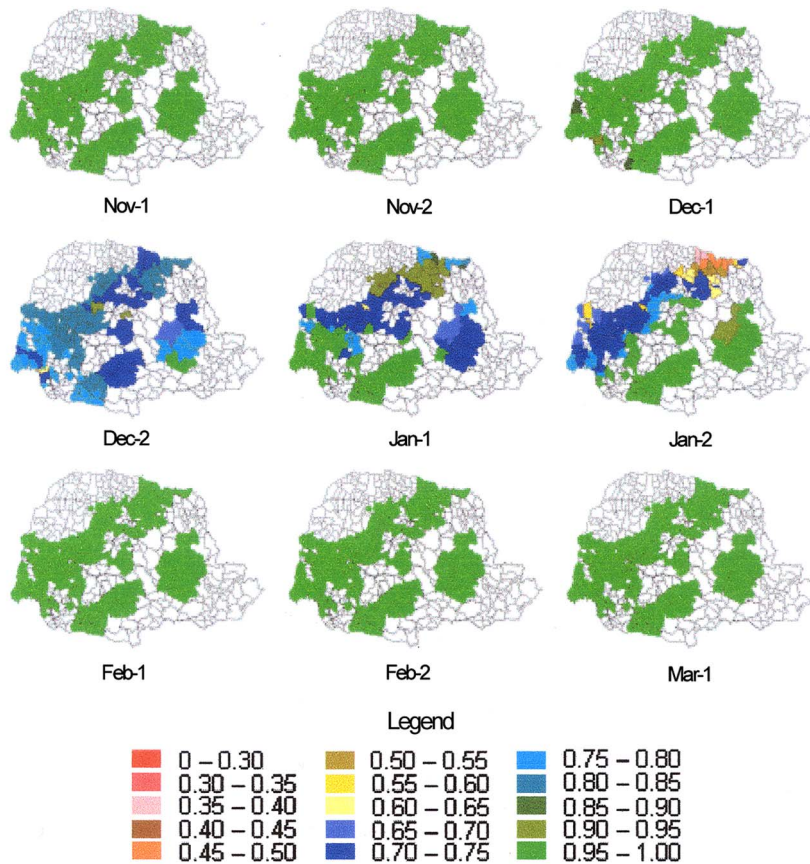 Nov-1
Nov-2
Dec-1
Dec-2
Jan-1
Jan-2
Feb-1
Feb-2
Mar-1
Legend
0 – 0.30
0.30 – 0.35
0.35 – 0.40
0.40 – 0.45
0.45 – 0.50
0.50 – 0.55
0.55 – 0.60
0.60 – 0.65
0.65 – 0.70
0.70 – 0.75
0.75 – 0.80
0.80 – 0.85
0.85 – 0.90
0.90 – 0.95
0.95 – 1.00